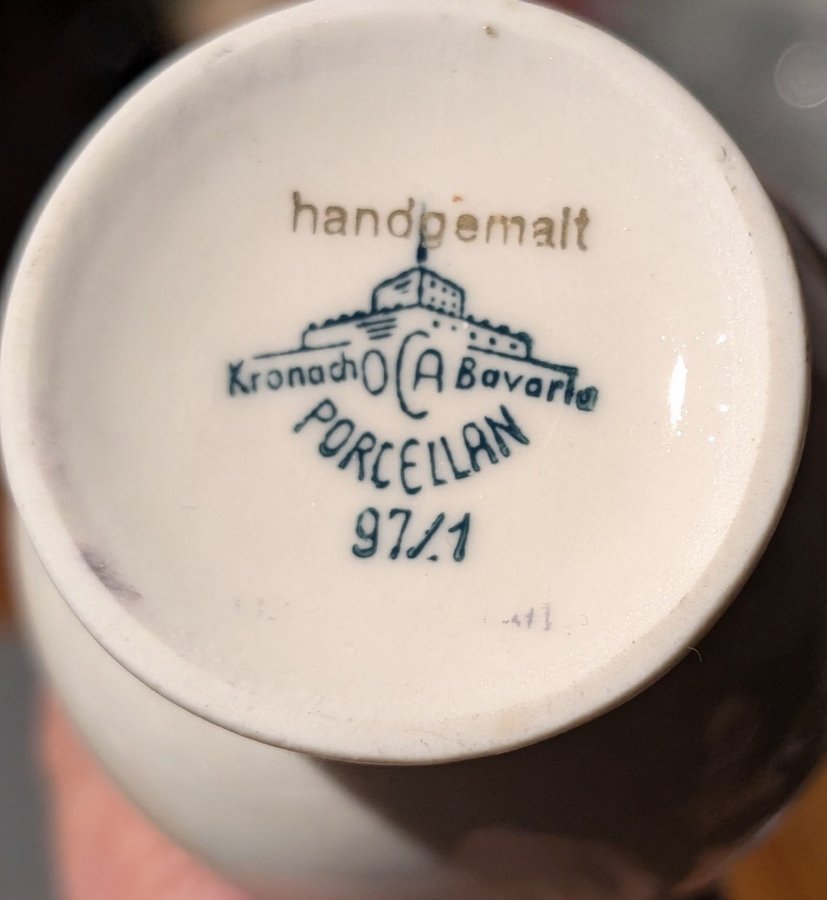 handgemalt
Kronach OCA Bavaria
PORCELLAN
97/1